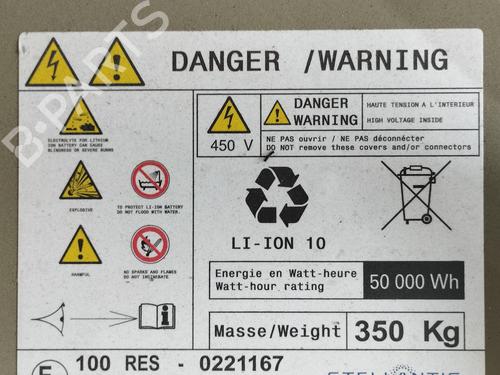 DANGER /WARNING
B-PARTS
ELECTROLYTE FOR LITHIUM
ION BATTERY CAN CAUSE
BLINDNESS OR SEVERE BURNS
EXPLOSIVE
TO PROTECT LI-ION BATTERY
DO NOT FLOOD WITH WATER.
HARMFUL
NO SPARKS AND FLAMES
DO NOT INCINERATE
450 V
DANGER
WARNING
HAUTE TENSION A L'INTERIEUR
HIGH VOLTAGE INSIDE
NE PAS ouvrir / NE PAS déconnecter
DO NOT remove these covers and/or connectors
LI-ION 10
Energie en Watt-heure
Watt-hour rating
50 000 Wh
Masse/Weight
350 Kg
E
100 RES - 0221167
STELLANTIS